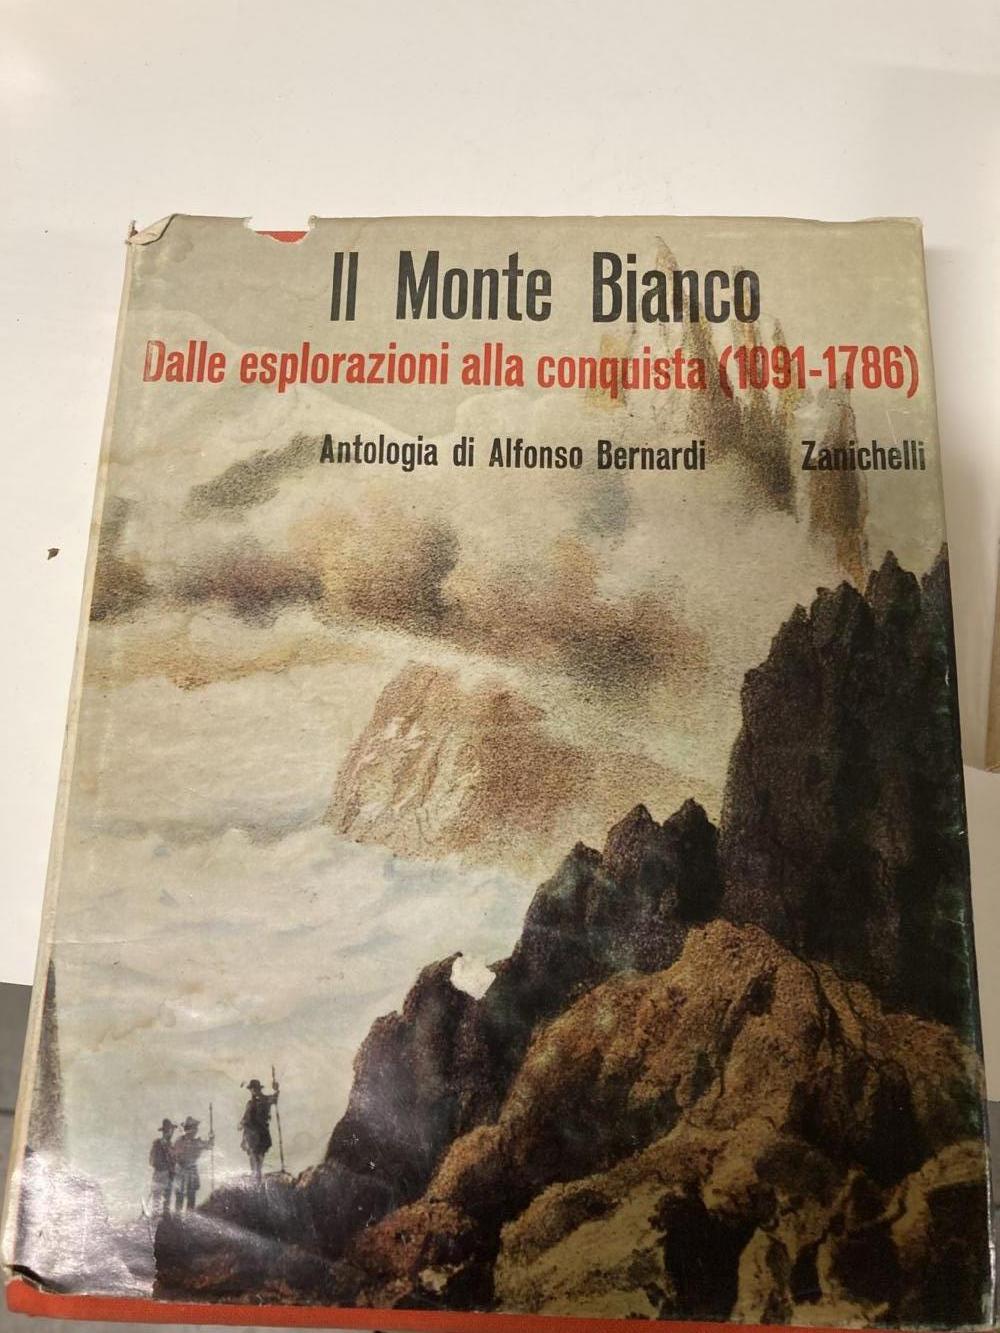 Il Monte Bianco
Dalle esplorazioni alla conquista (1091-1786)
Antologia di Alfonso Bernardi Zanichelli